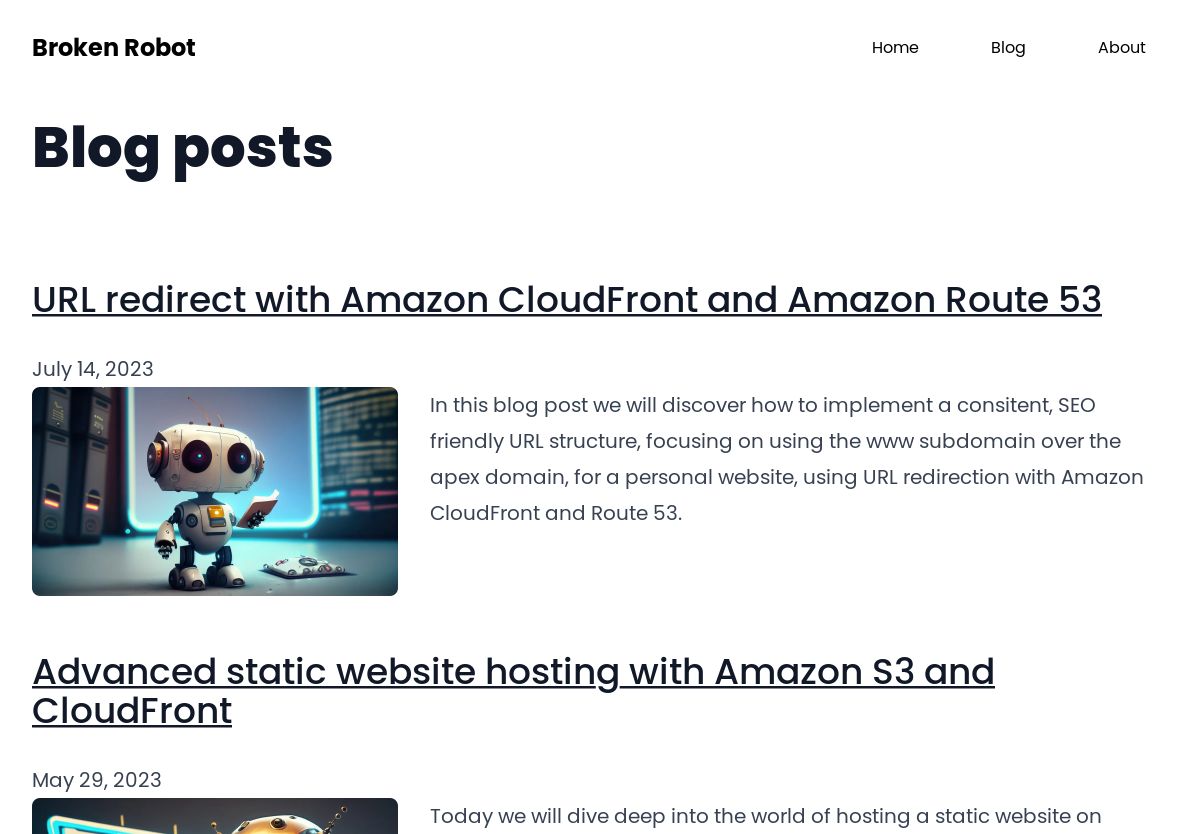 Broken Robot
Home
Blog
About
Blog posts
URL redirect with Amazon CloudFront and Amazon Route 53
July 14, 2023
In this blog post we will discover how to implement a consitent, SEO
friendly URL structure, focusing on using the www subdomain over the
apex domain, for a personal website, using URL redirection with Amazon
CloudFront and Route 53.
Advanced static website hosting with Amazon S3 and
CloudFront
May 29, 2023
Today we will dive deep into the world of hosting a static website on